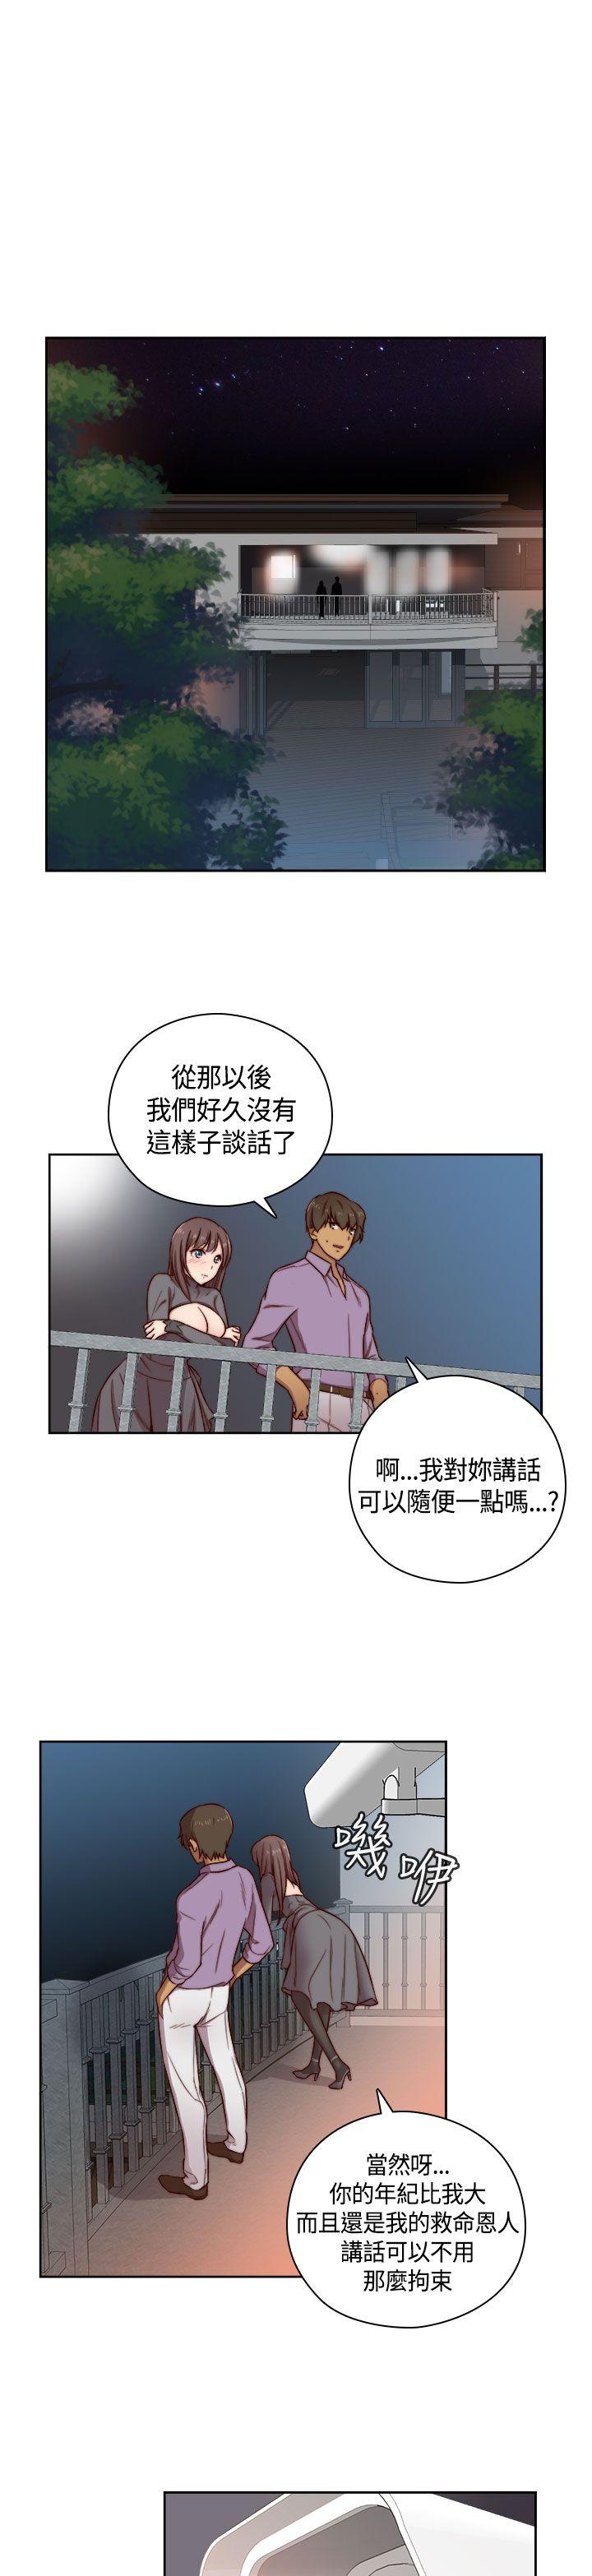 從那以後
我們好久沒有
這樣子談話了
啊...我對妳講話
可以隨便一點嗎...?
嘰咿
當然呀...
你的年紀比我大
而且還是我的救命恩人
講話可以不用
那麼拘束